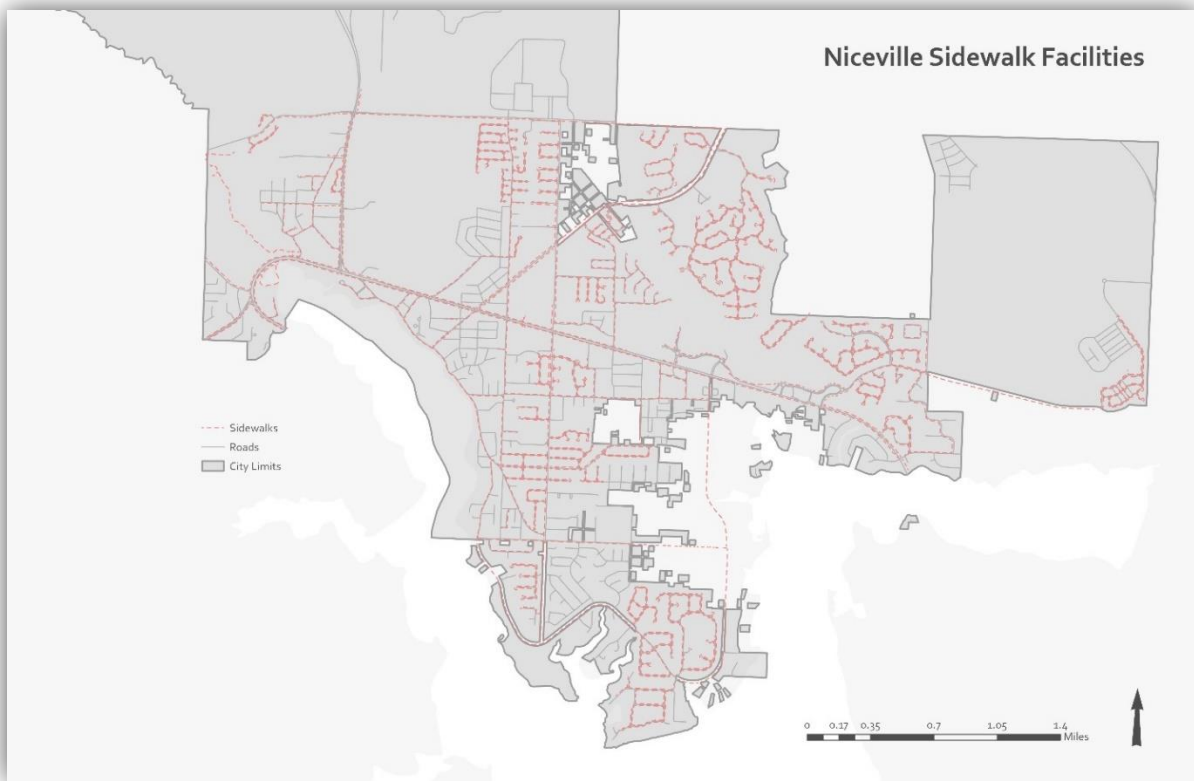 Niceville Sidewalk Facilities
Sidewalks
Roads
City Limits
0 0.17 0.35 0.7 1.05 1.4
Miles